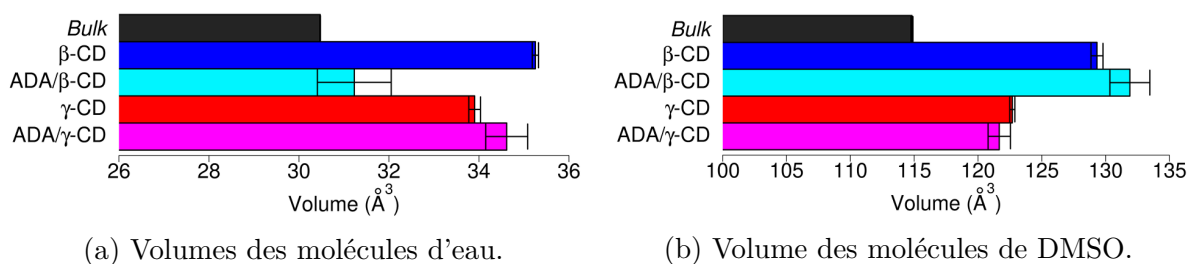 Bulk
β-CD
ADA/β-CD
γ-CD
ADA/γ-CD
26 28 30 32 34 36
Volume (Å³)
(a) Volumes des molécules d'eau.
Bulk
β-CD
ADA/β-CD
γ-CD
ADA/γ-CD
100 105 110 115 120 125 130 135
Volume (Å³)
(b) Volume des molécules de DMSO.